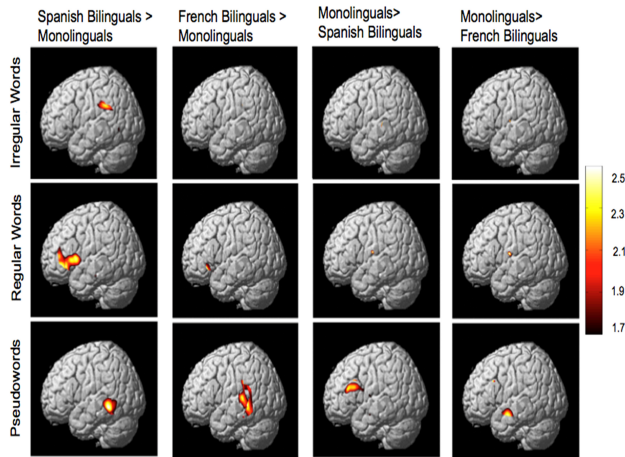 Spanish Bilinguals >
Monolinguals
French Bilinguals >
Monolinguals
Monolinguals>
Spanish Bilinguals
Monolinguals>
French Bilinguals
Irregular Words
Regular Words
Pseudowords
2.5
2.3
2.1
1.9
1.7